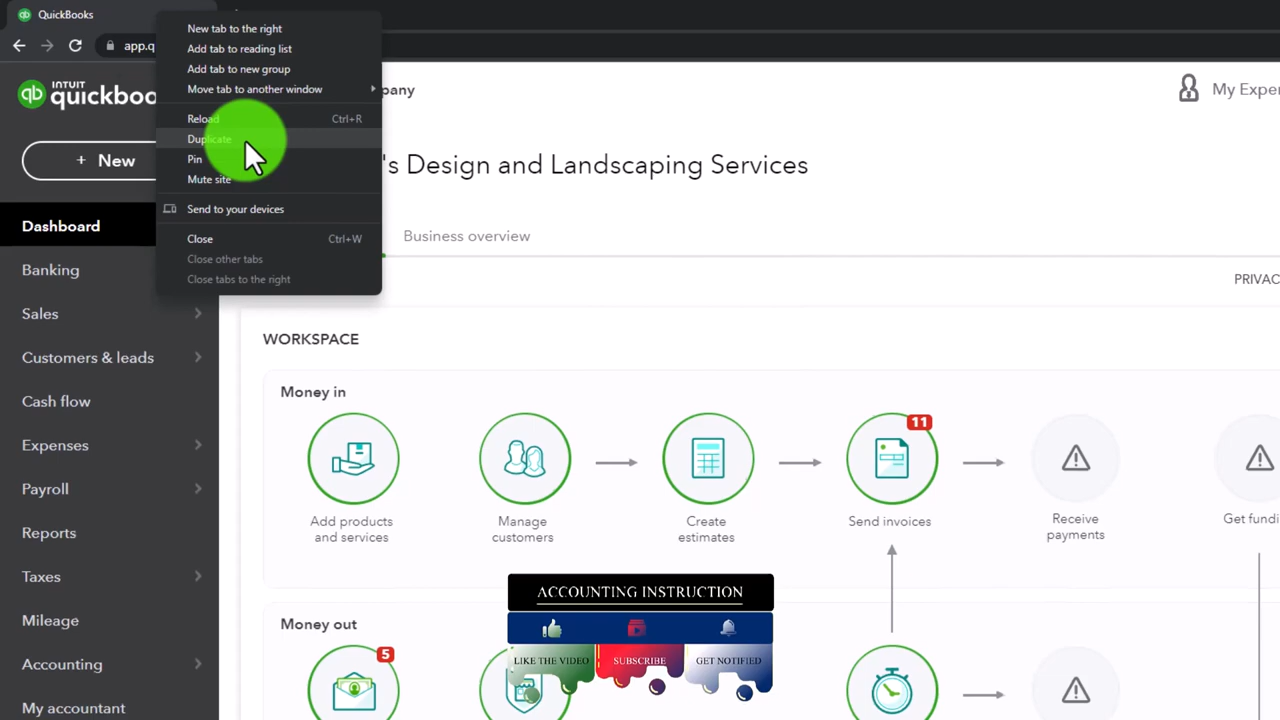 QuickBooks
New tab to the right
Add tab to reading list
Add tab to new group
Move tab to another window
Reload Ctrl+R
Duplicate
Pin
Mute site
Send to your devices
Close Ctrl+W
Close other tabs
Close tabs to the right
app.q
INTUIT
quickboo
pany
My Exper
+ New
's Design and Landscaping Services
Dashboard
Banking
Sales
Customers & leads
Cash flow
Expenses
Payroll
Reports
Taxes
Mileage
Accounting
My accountant
Business overview
PRIVAC
WORKSPACE
Money in
11
Add products
and services
Manage
customers
Create
estimates
Send invoices
Receive
payments
Get fundi
Money out
5
ACCOUNTING INSTRUCTION
LIKE THE VIDEO
SUBSCRIBE
GET NOTIFIED